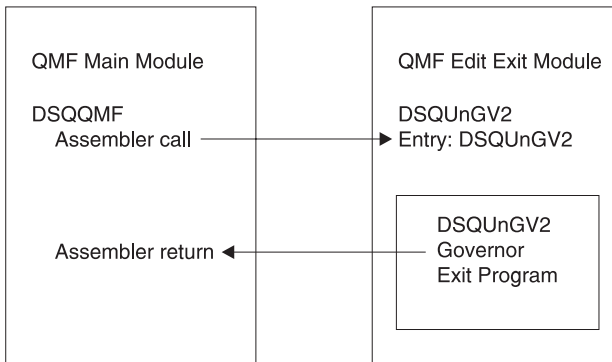 QMF Main Module
DSQQMF
Assembler call
Assembler return
QMF Edit Exit Module
DSQUnGV2
Entry: DSQUnGV2
DSQUnGV2
Governor
Exit Program